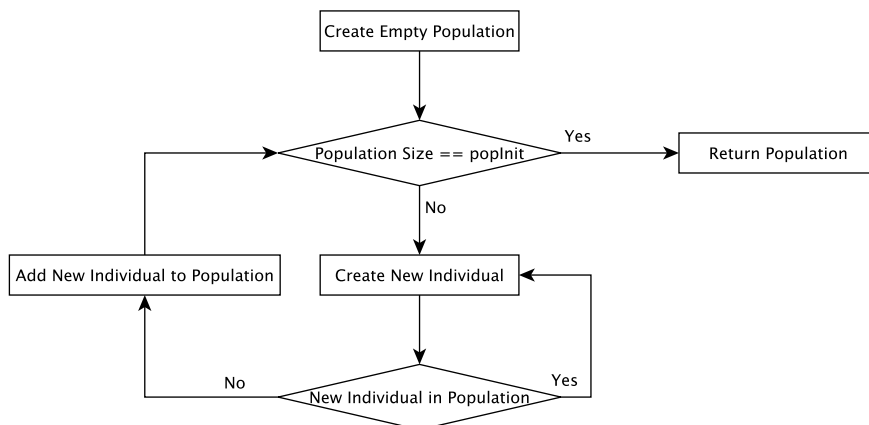 Create Empty Population
Yes
Population Size == popInit
Return Population
No
Add New Individual to Population
Create New Individual
No
Yes
New Individual in Population